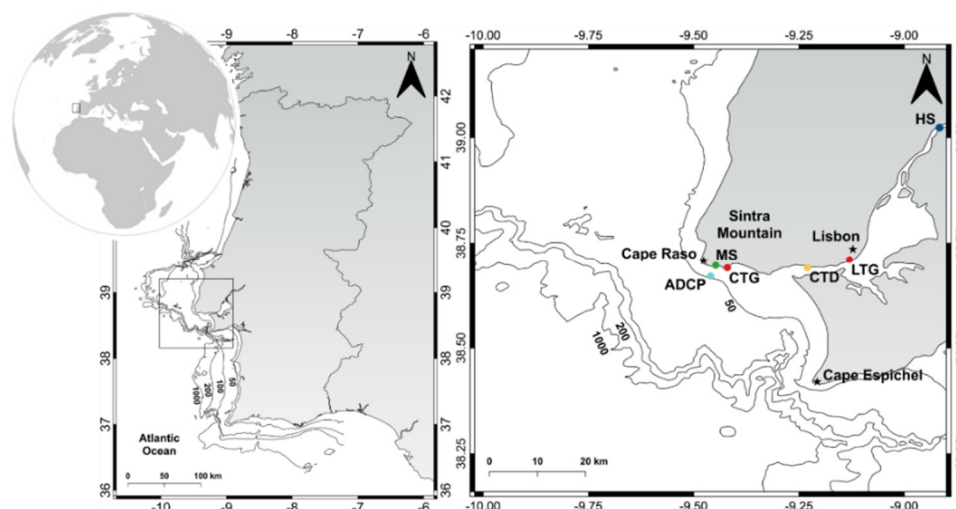 -9
-8
-7
-6
N
42
41
40
39
38
37
36
1000
200
100
50
Atlantic
Ocean
0 50 100 km
-10
-9
-8
-7
-6
-10.00
-9.75
-9.50
-9.25
-9.00
N
HS
39.00
38.75
38.50
38.25
Sintra
Mountain
Lisbon
Cape Raso
MS
CTG
ADCP
CTD
LTG
50
200
1000
Cape Espichel
0 10 20 km
-10.00
-9.75
-9.50
-9.25
-9.00